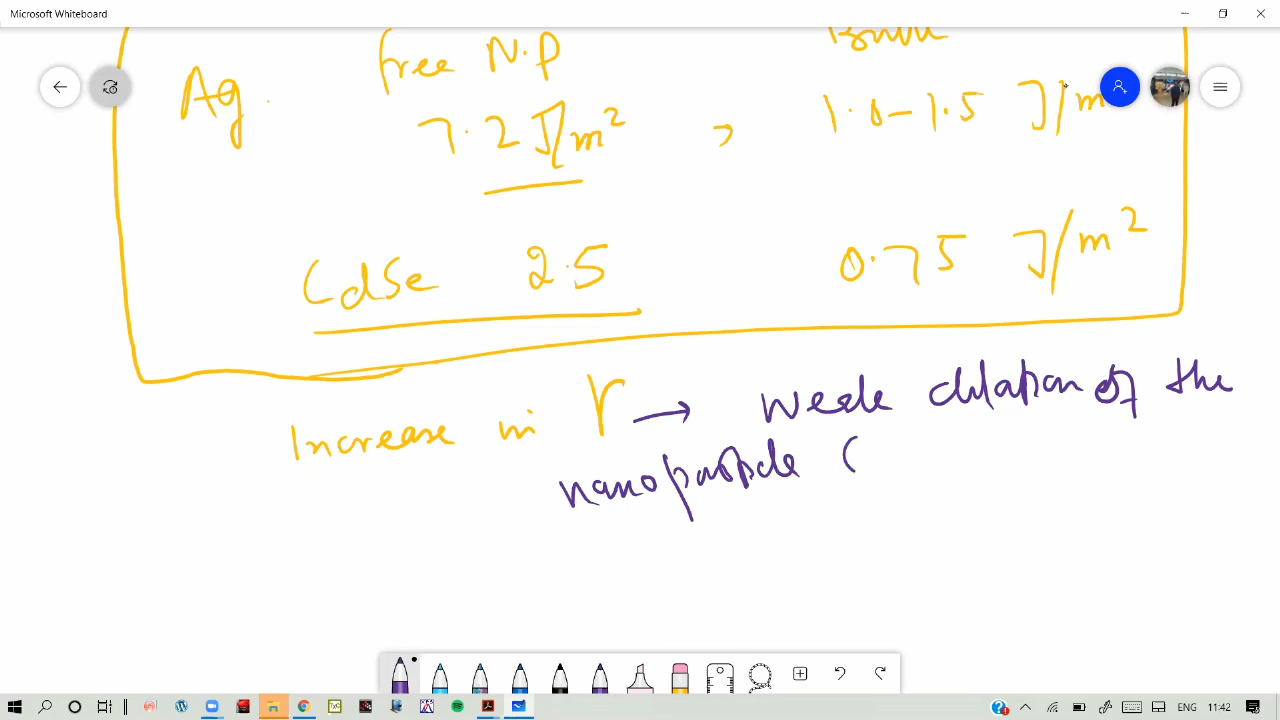 Microsoft Whiteboard
free N.P
Ag. 7.2 J/m² , 1.0-1.5 J/m
CdSe 2.5 0.75 J/m²
Increase in γ → Weak dilation of the
nanoparticle (
ENG 11:42